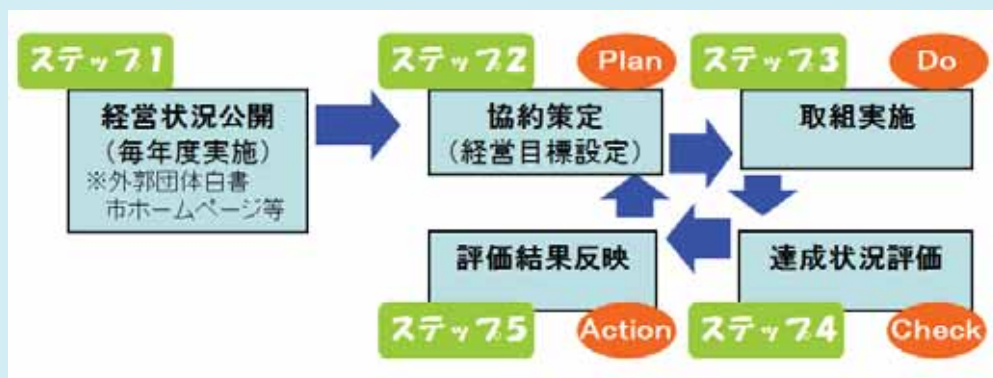 ステップ1
経営状況公開
(毎年度実施)
※外郭団体白書
市ホームページ等
ステップ2
Plan
協約策定
(経営目標設定)
ステップ3
Do
取組実施
達成状況評価
ステップ4
Check
評価結果反映
ステップ5
Action